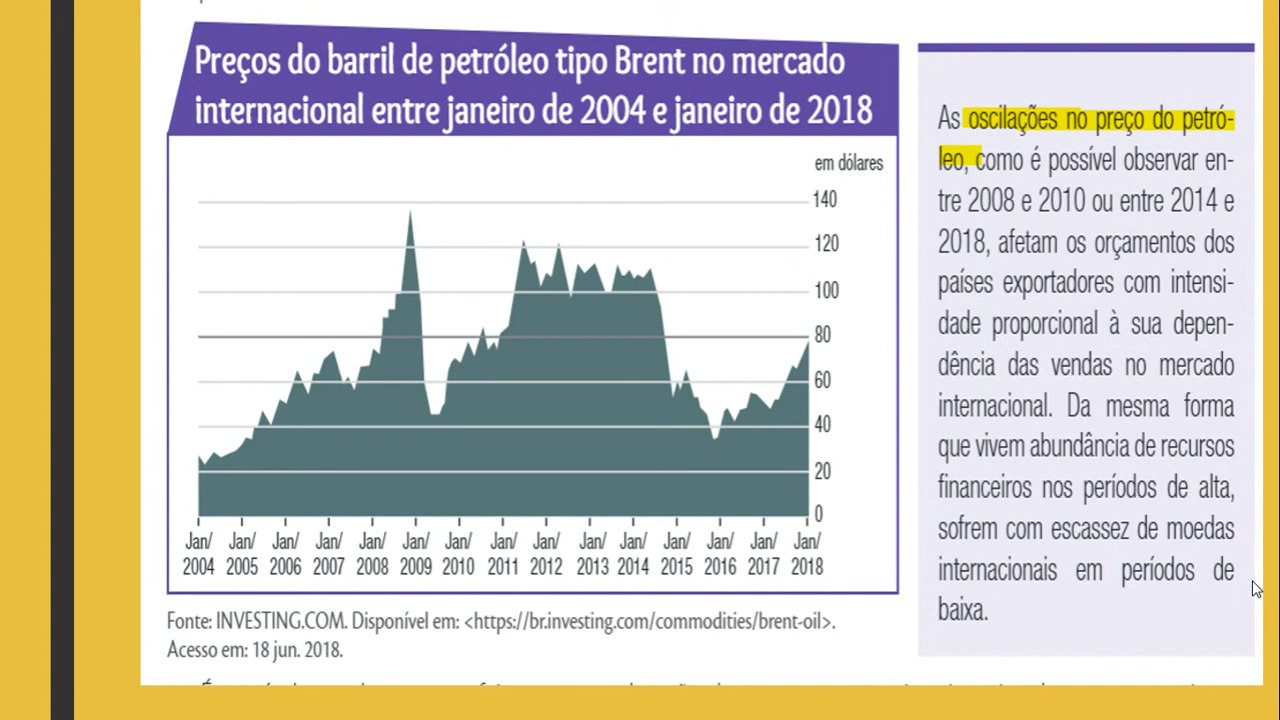 Preços do barril de petróleo tipo Brent no mercado
internacional entre janeiro de 2004 e janeiro de 2018
em dólares
140
120
100
80
60
40
20
0
Jan/ Jan/ Jan/ Jan/ Jan/ Jan/ Jan/ Jan/ Jan/ Jan/ Jan/ Jan/ Jan/ Jan/ Jan/
2004 2005 2006 2007 2008 2009 2010 2011 2012 2013 2014 2015 2016 2017 2018
Fonte: INVESTING.COM. Disponível em: <https://br.investing.com/commodities/brent-oil>.
Acesso em: 18 jun. 2018.
As oscilações no preço do petró-
leo, como é possível observar en-
tre 2008 e 2010 ou entre 2014 e
2018, afetam os orçamentos dos
países exportadores com intensi-
dade proporcional à sua depen-
dência das vendas no mercado
internacional. Da mesma forma
que vivem abundância de recursos
financeiros nos períodos de alta,
sofrem com escassez de moedas
internacionais em períodos de
baixa.